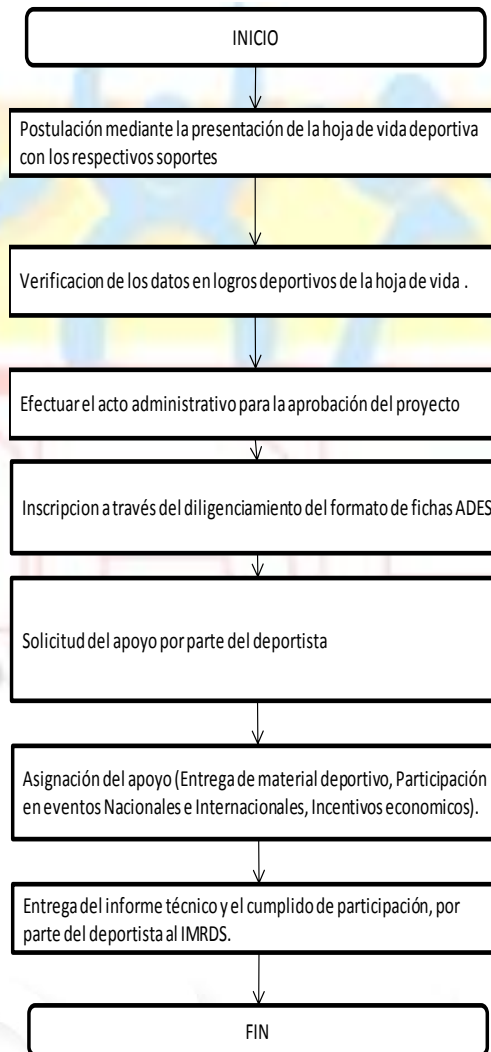 INICIO
Postulación mediante la presentación de la hoja de vida deportiva
con los respectivos soportes
Verificacion de los datos en logros deportivos de la hoja de vida .
Efectuar el acto administrativo para la aprobación del proyecto
Inscripcion a través del diligenciamiento del formato de fichas ADES
Solicitud del apoyo por parte del deportista
Asignación del apoyo (Entrega de material deportivo, Participación
en eventos Nacionales e Internacionales, Incentivos economicos).
Entrega del informe técnico y el cumplido de participación, por
parte del deportista al IMRDS.
FIN